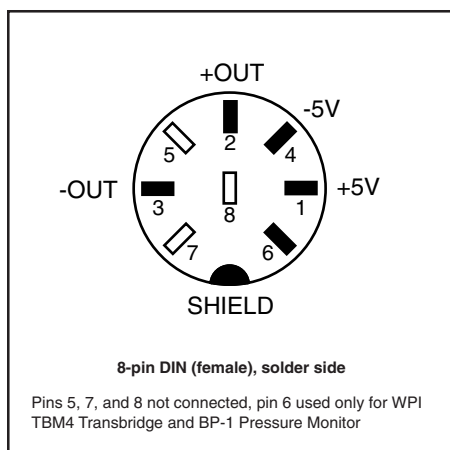 +OUT
-5V
2
5
4
-OUT
+5V
3
8
1
7
6
SHIELD
8-pin DIN (female), solder side
Pins 5, 7, and 8 not connected, pin 6 used only for WPI
TBM4 Transbridge and BP-1 Pressure Monitor